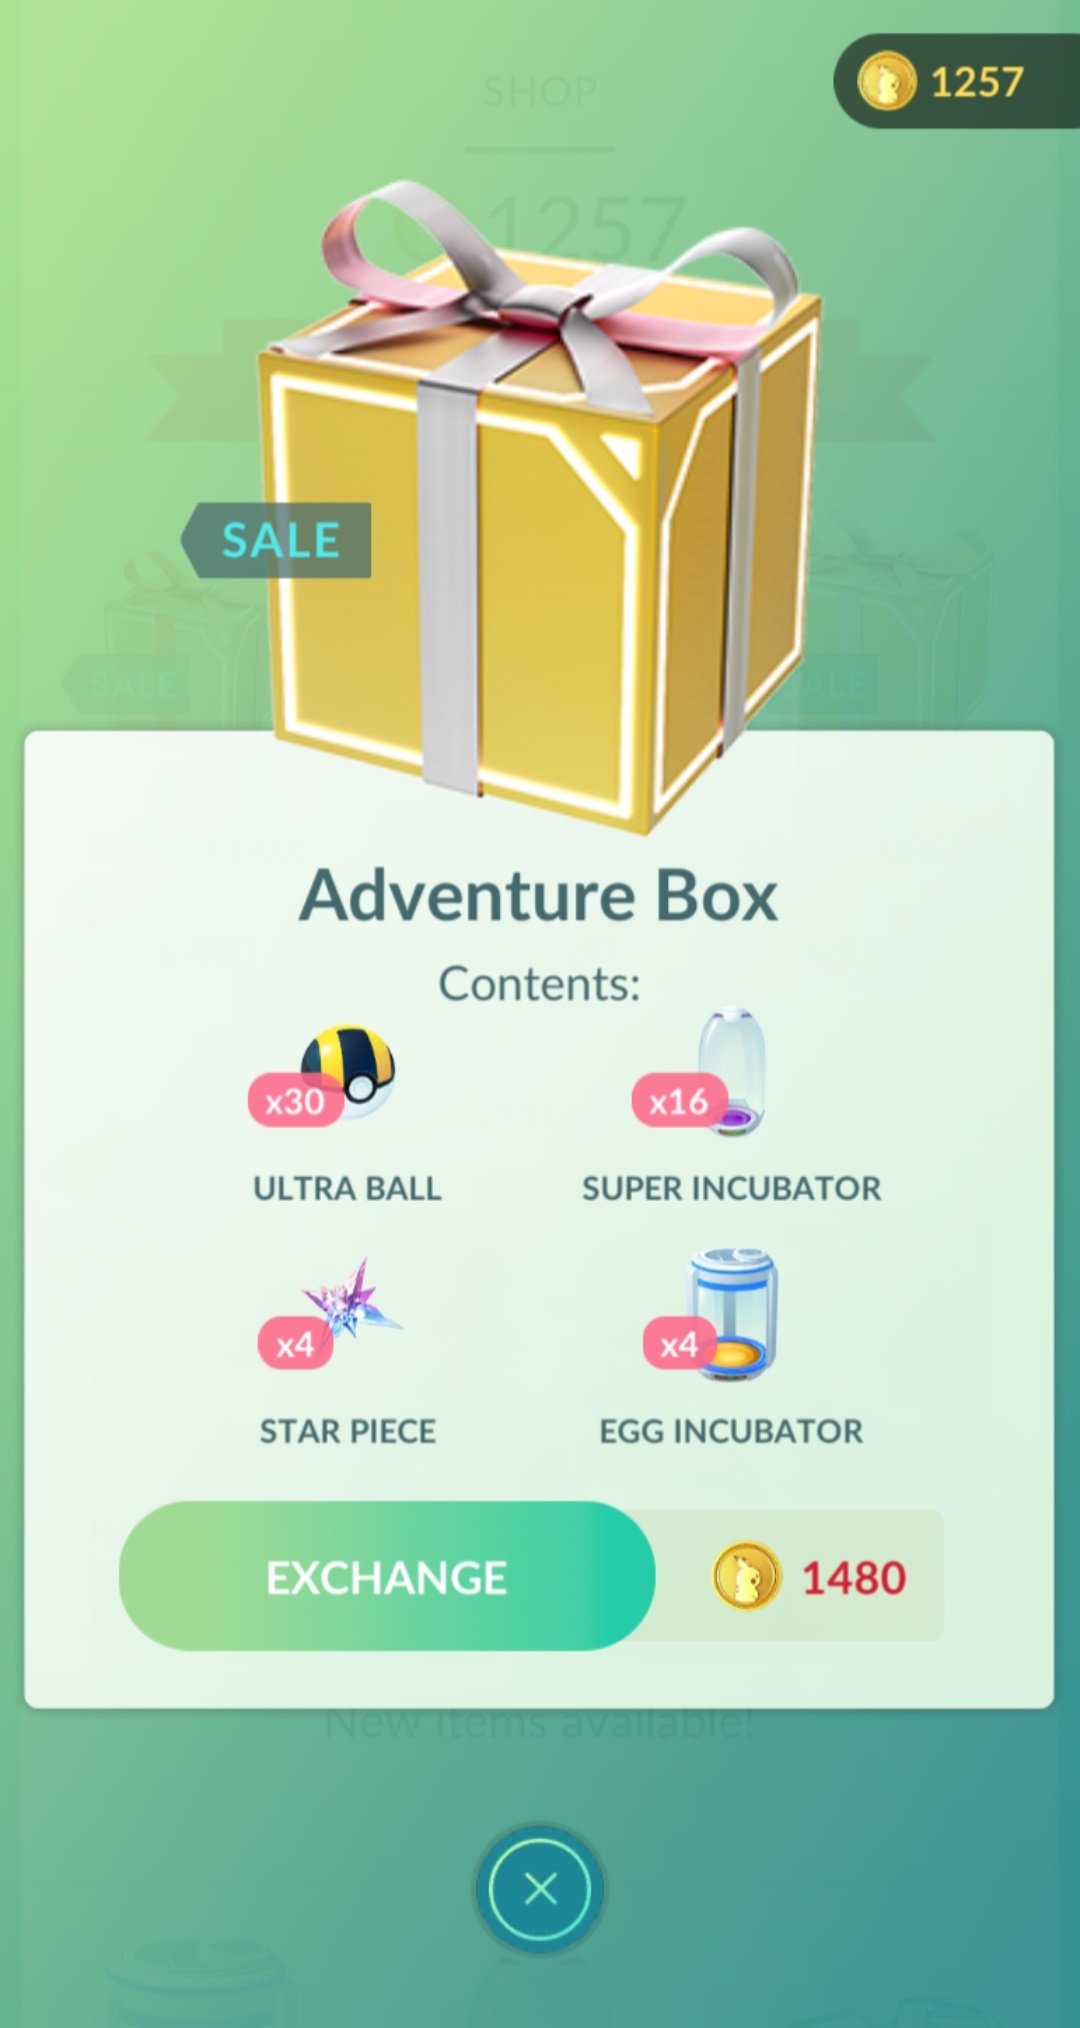 SHOP
1257
1257
SALE
SALE
SALE
Adventure Box
Contents:
x30
x16
ULTRA BALL
SUPER INCUBATOR
x4
x4
STAR PIECE
EGG INCUBATOR
EXCHANGE
1480
New items available!